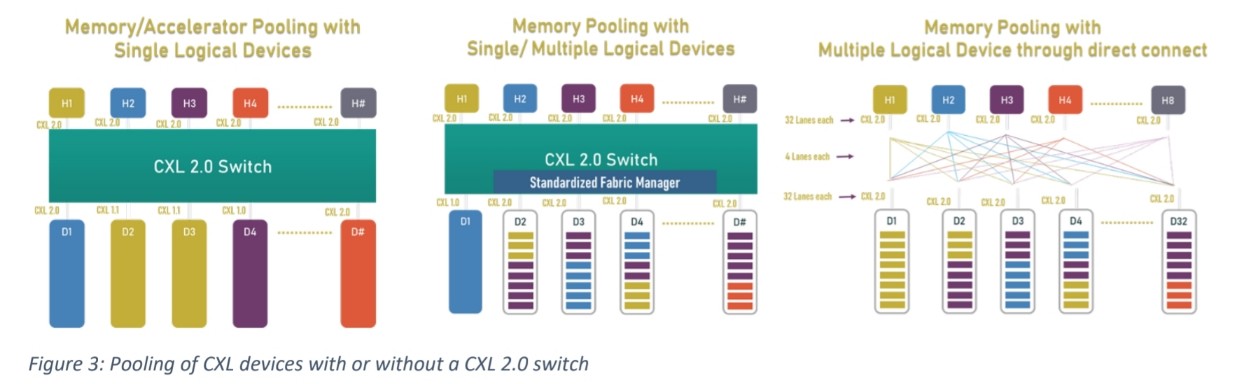 Memory/Accelerator Pooling with
Single Logical Devices
H1 H2 H3 H4 H#
CXL 2.0 CXL 2.0 CXL 2.0 CXL 2.0 CXL 2.0
CXL 2.0 Switch
CXL 2.0 CXL 1.1 CXL 1.1 CXL 1.0 CXL 2.0
D1 D2 D3 D4 D#
Memory Pooling with
Single/ Multiple Logical Devices
H1 H2 H3 H4 H#
CXL 2.0 CXL 2.0 CXL 2.0 CXL 2.0 CXL 2.0
CXL 2.0 Switch
Standardized Fabric Manager
CXL 1.0 CXL 2.0 CXL 2.0 CXL 2.0 CXL 2.0
D1 D2 D3 D4 D#
Memory Pooling with
Multiple Logical Device through direct connect
H1 H2 H3 H4 H8
32 Lanes each CXL 2.0 CXL 2.0 CXL 2.0 CXL 2.0 CXL 2.0
4 Lanes each
32 Lanes each CXL 2.0 CXL 2.0 CXL 2.0 CXL 2.0 CXL 2.0
D1 D2 D3 D4 D32
Figure 3: Pooling of CXL devices with or without a CXL 2.0 switch